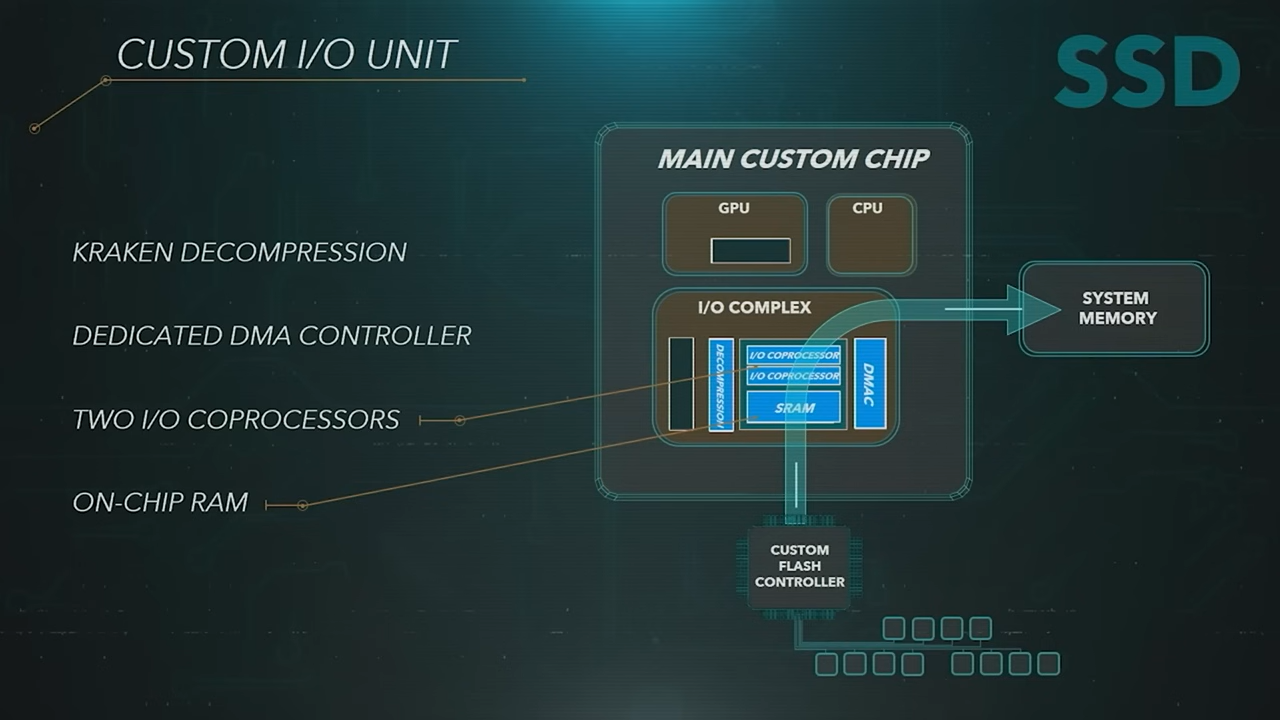 CUSTOM I/O UNIT
SSD
MAIN CUSTOM CHIP
GPU
CPU
KRAKEN DECOMPRESSION
DEDICATED DMA CONTROLLER
TWO I/O COPROCESSORS
ON-CHIP RAM
I/O COMPLEX
DECOMPRESSION
I/O COPROCESSOR
I/O COPROCESSOR
SRAM
DMAC
SYSTEM
MEMORY
CUSTOM
FLASH
CONTROLLER